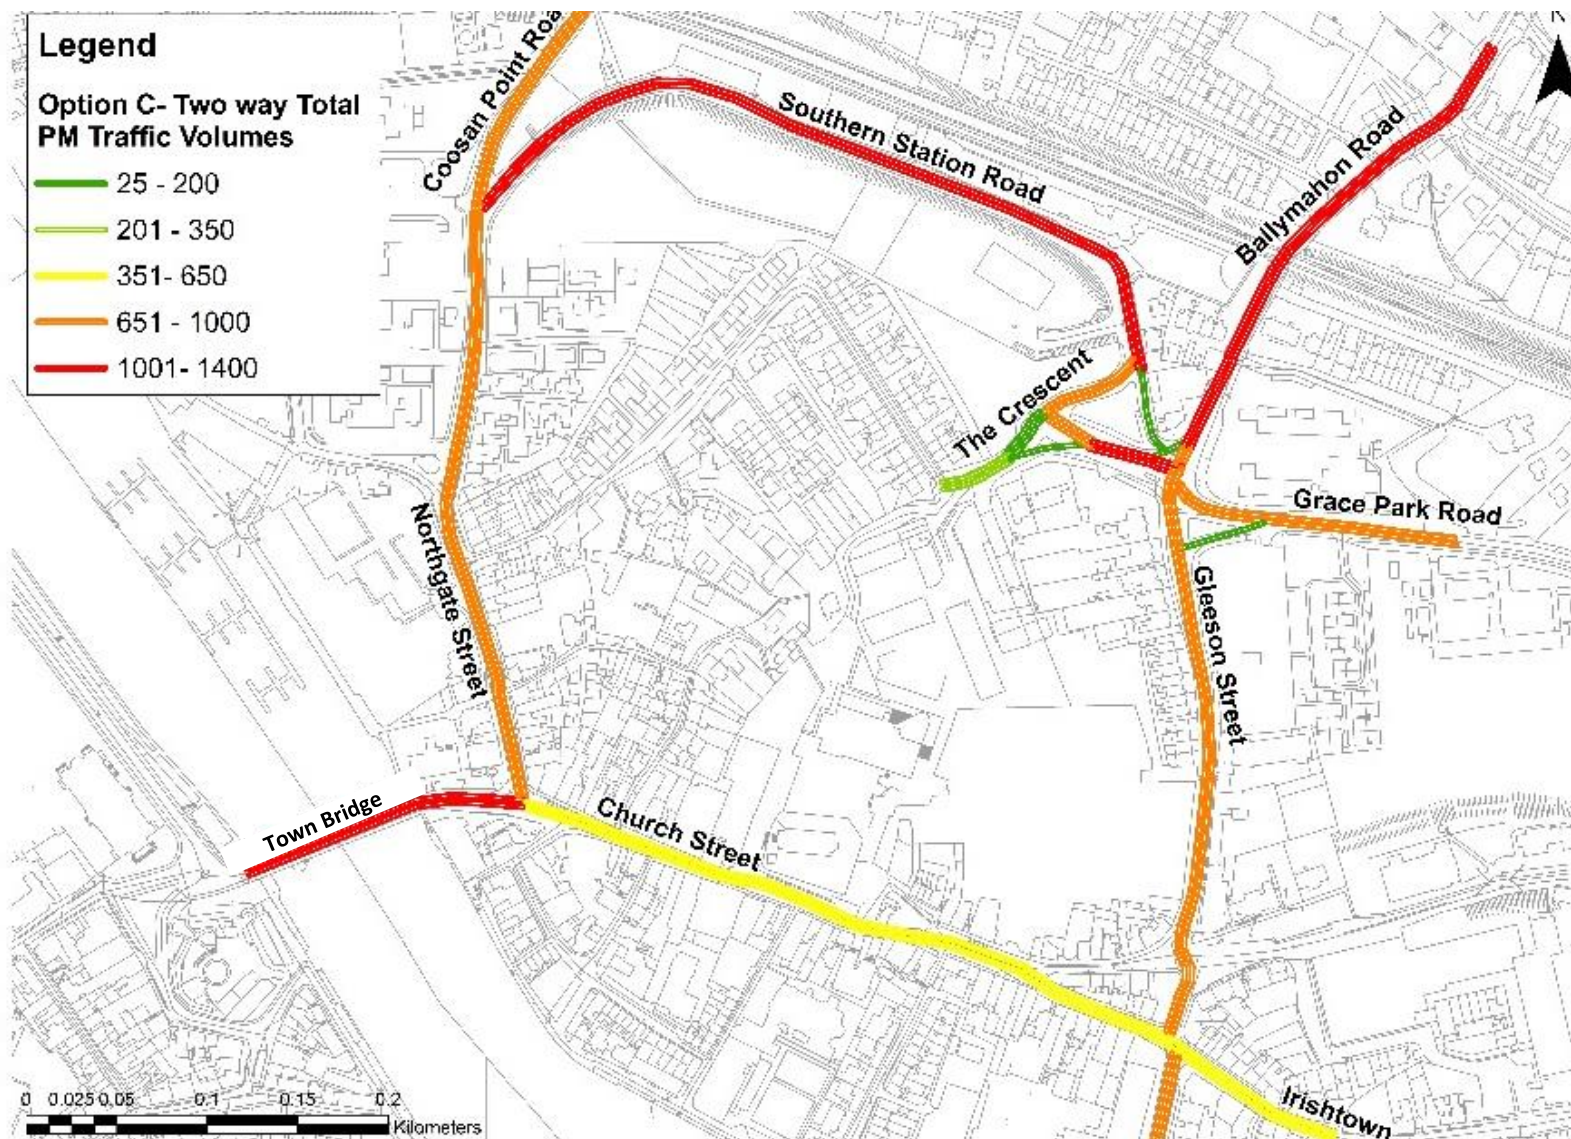 Legend
Option C- Two way Total
PM Traffic Volumes
25 - 200
201 - 350
351- 650
651 - 1000
1001- 1400
N
Coosan Point Roa
Southern Station Road
Ballymahon Road
The Crescent
Grace Park Road
Northgate Street
Gleeson Street
Town Bridge
Church Street
Irishtown
0 0.025 0.05 0.1 0.15 0.2
Kilometers